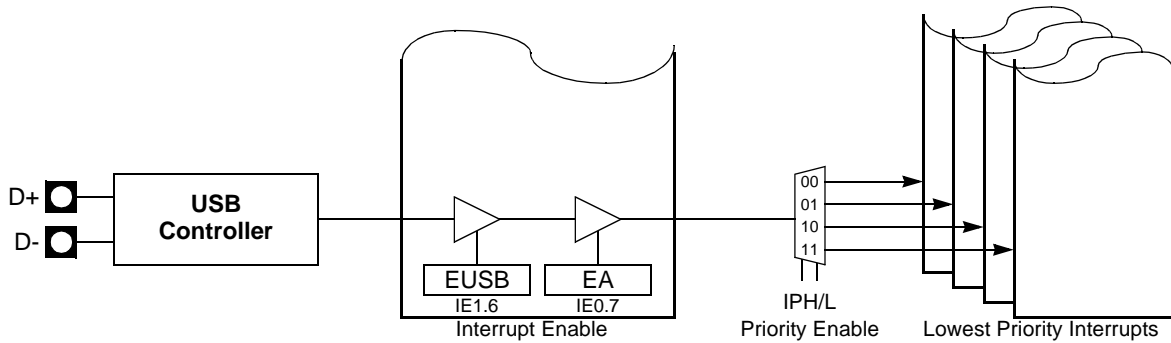 D+
D-
USB
Controller
EUSB
IE1.6
EA
IE0.7
Interrupt Enable
00
01
10
11
IPH/L
Priority Enable
Lowest Priority Interrupts